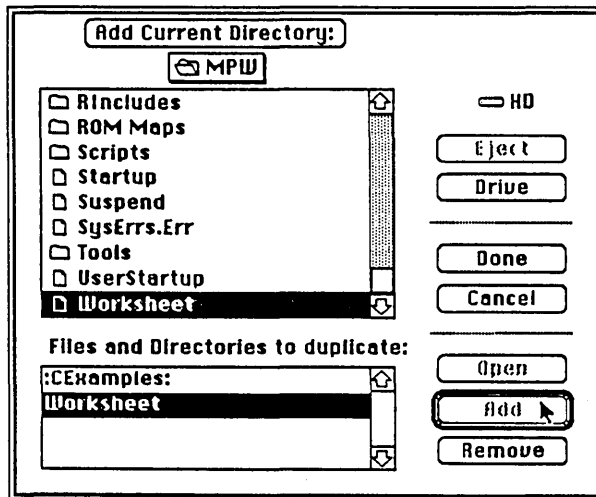 Add Current Directory:
MPW
RIncludes
ROM Maps
Scripts
Startup
Suspend
SysErrs.Err
Tools
UserStartup
Worksheet
HD
Eject
Drive
Done
Cancel
Files and Directories to duplicate:
:CExamples:
Worksheet
Open
Add
Remove